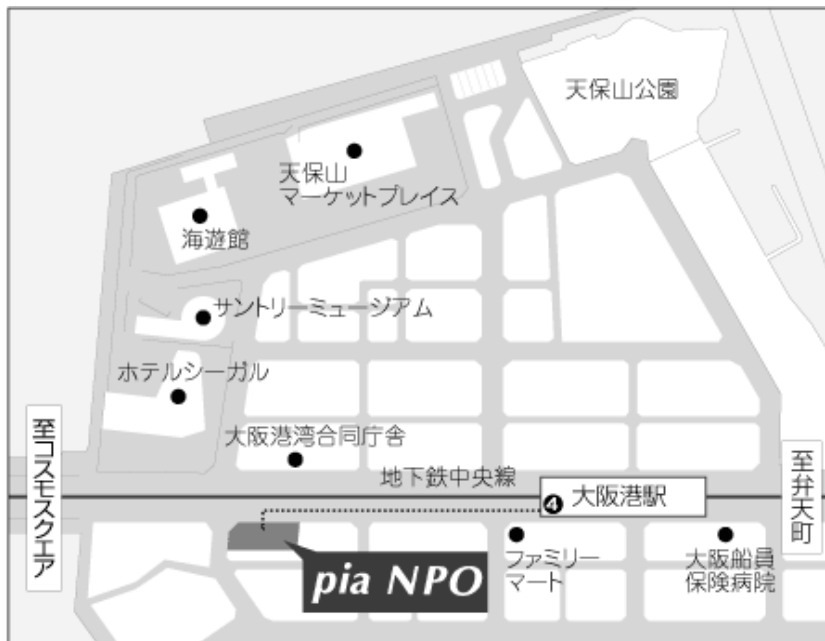 天保山公園
天保山
マーケットプレイス
海遊館
サントリーミュージアム
ホテルシーガル
大阪港湾合同庁舎
地下鉄中央線
至コスモスクエア
❹
大阪港駅
至弁天町
pia NPO
ファミリー
マート
大阪船員
保険病院